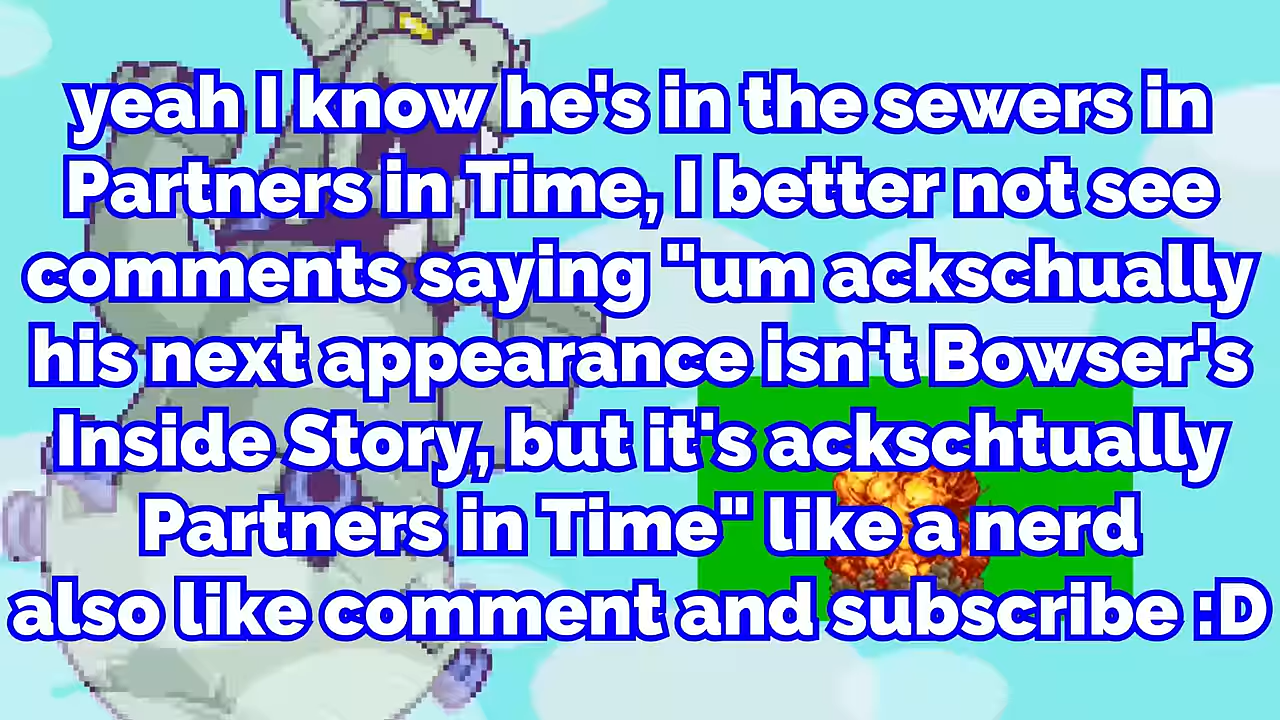 yeah I know he's in the sewers in
Partners in Time, I better not see
comments saying "um ackschually
his next appearance isn't Bowser's
Inside Story, but it's ackschtually
Partners in Time" like a nerd
also like comment and subscribe :D